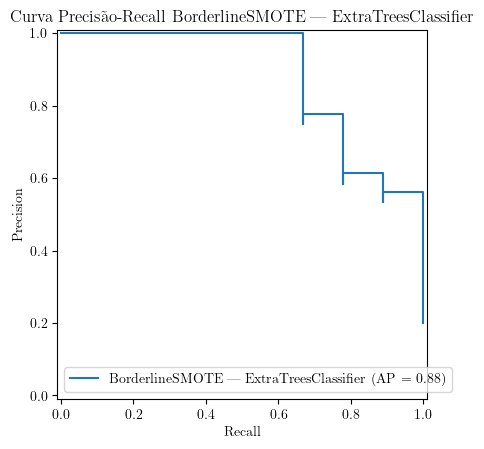 Curva Precisão-Recall BorderlineSMOTE — ExtraTreesClassifier
1.0
0.8
0.6
0.4
0.2
0.0
Precision
BorderlineSMOTE — ExtraTreesClassifier (AP = 0.88)
0.0 0.2 0.4 0.6 0.8 1.0
Recall